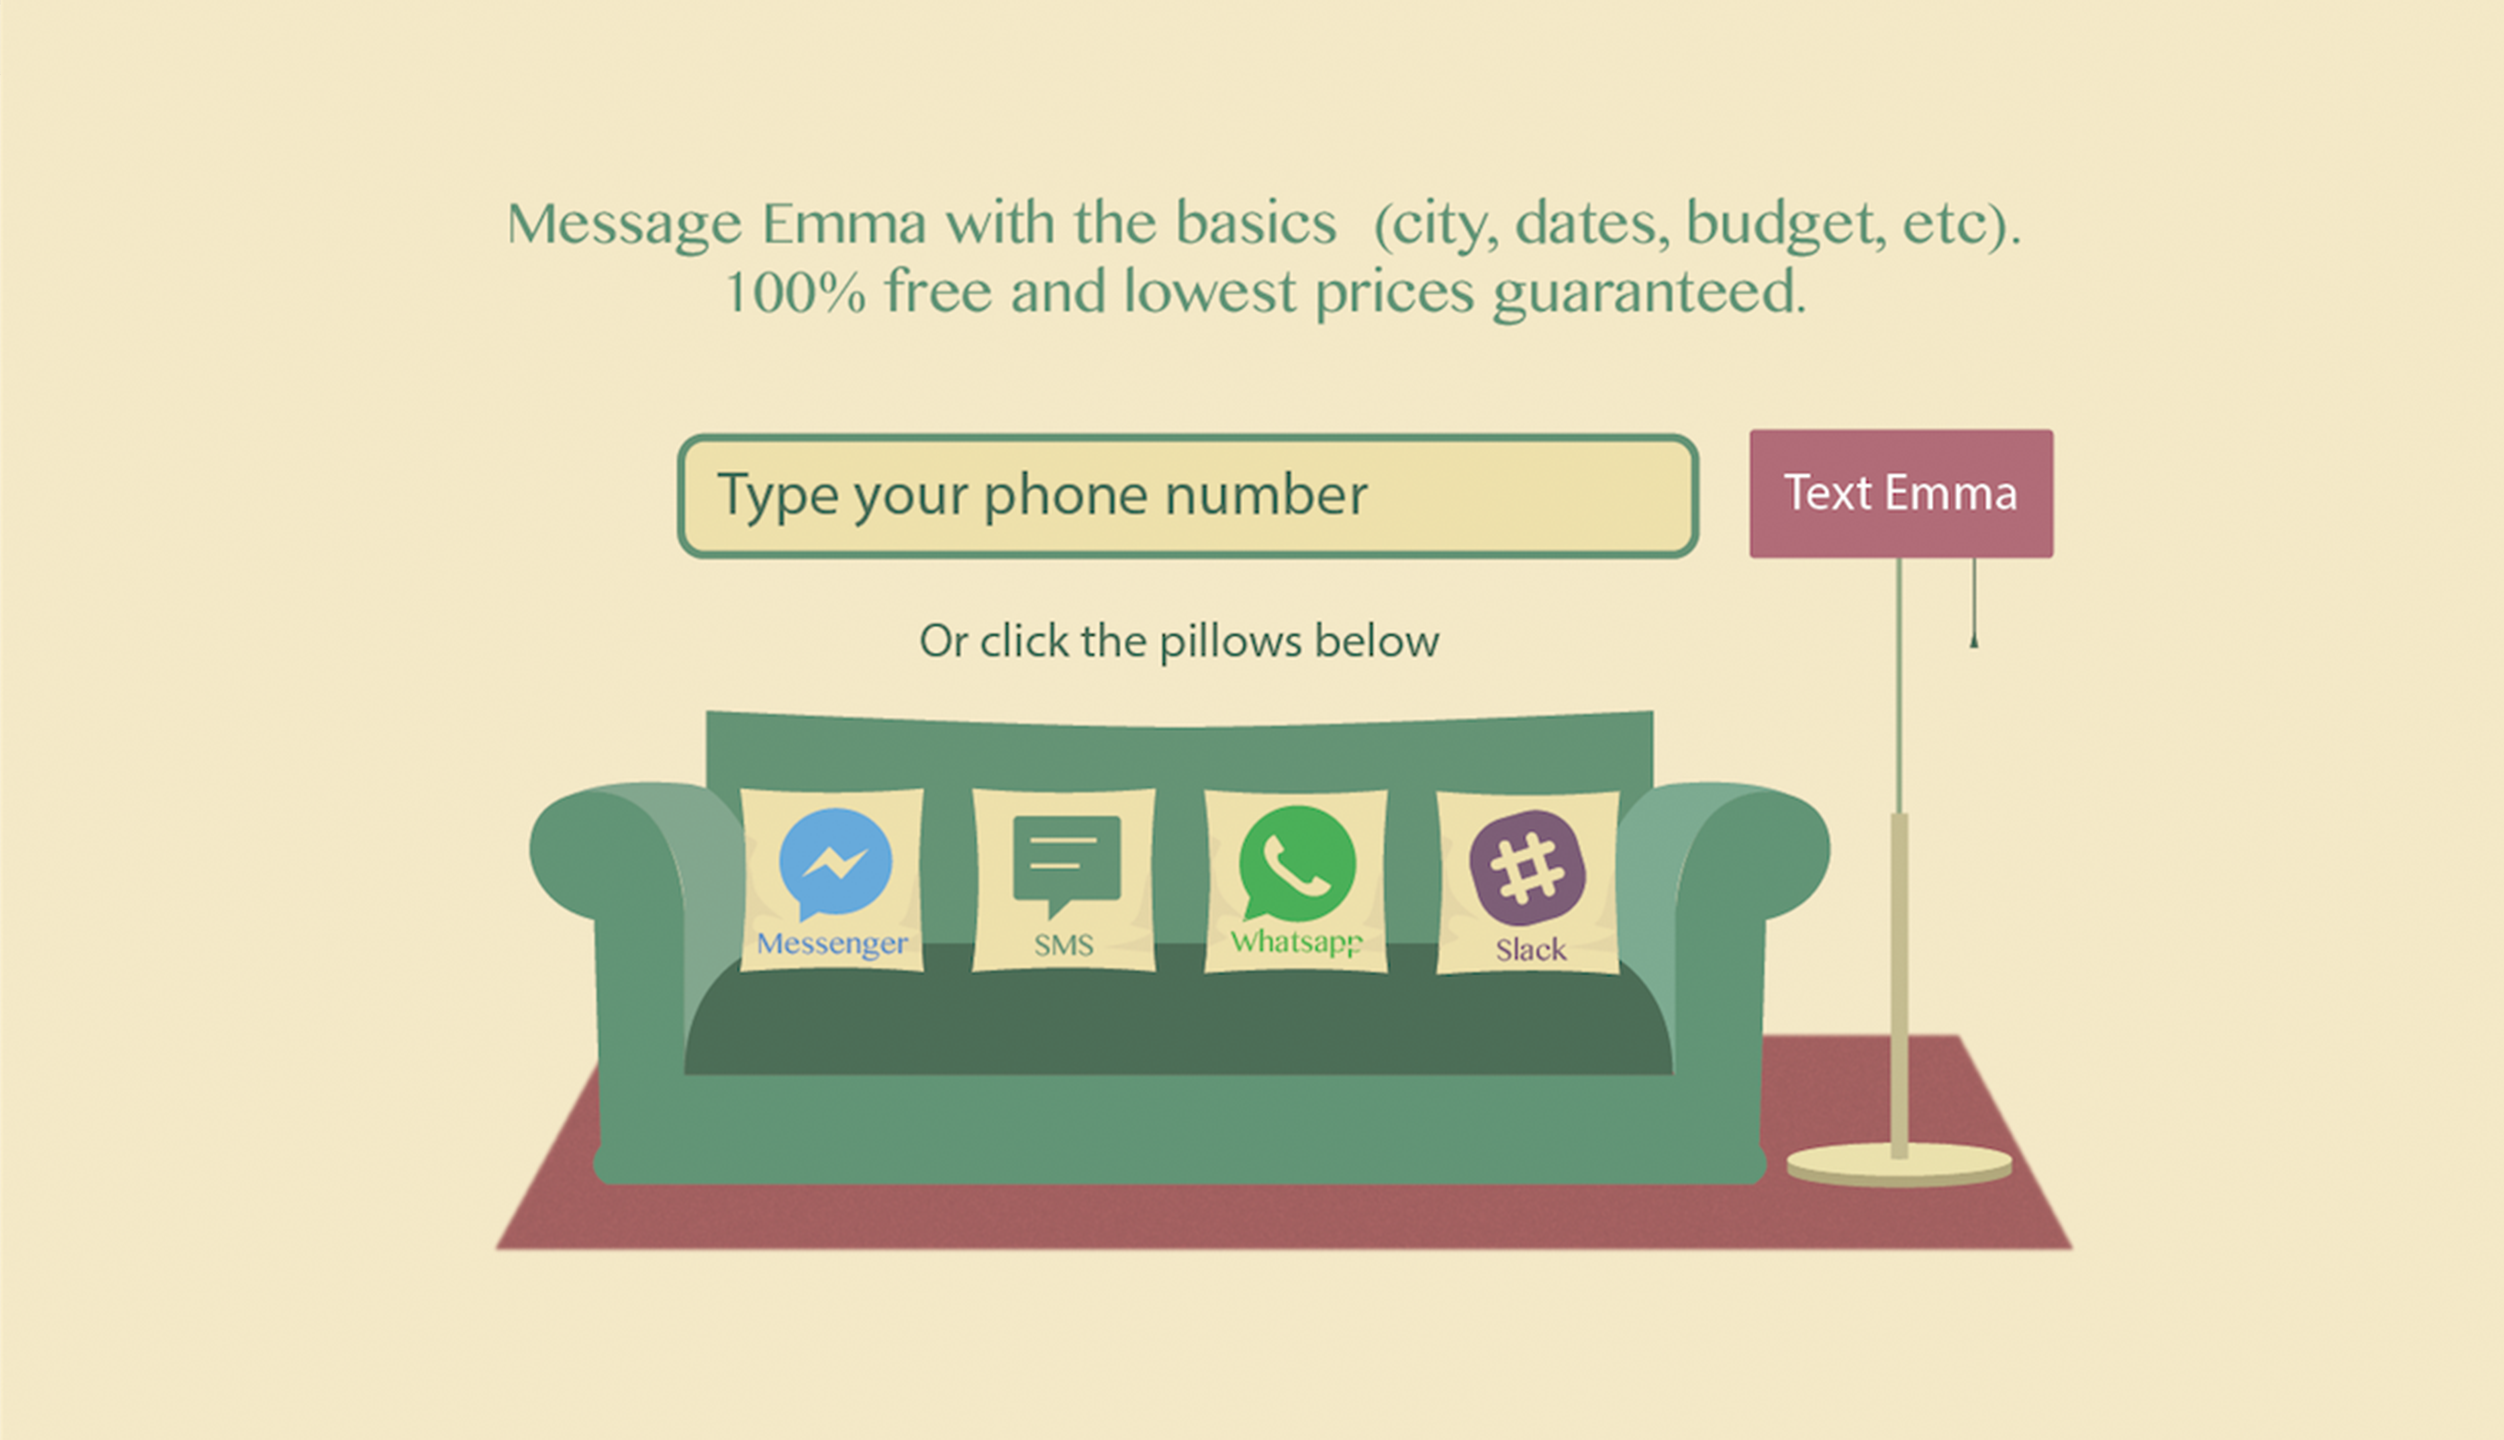 Message Emma with the basics (city, dates, budget, etc).
100% free and lowest prices guaranteed.
Type your phone number
Text Emma
Or click the pillows below
Messenger
SMS
Whatsapp
Slack